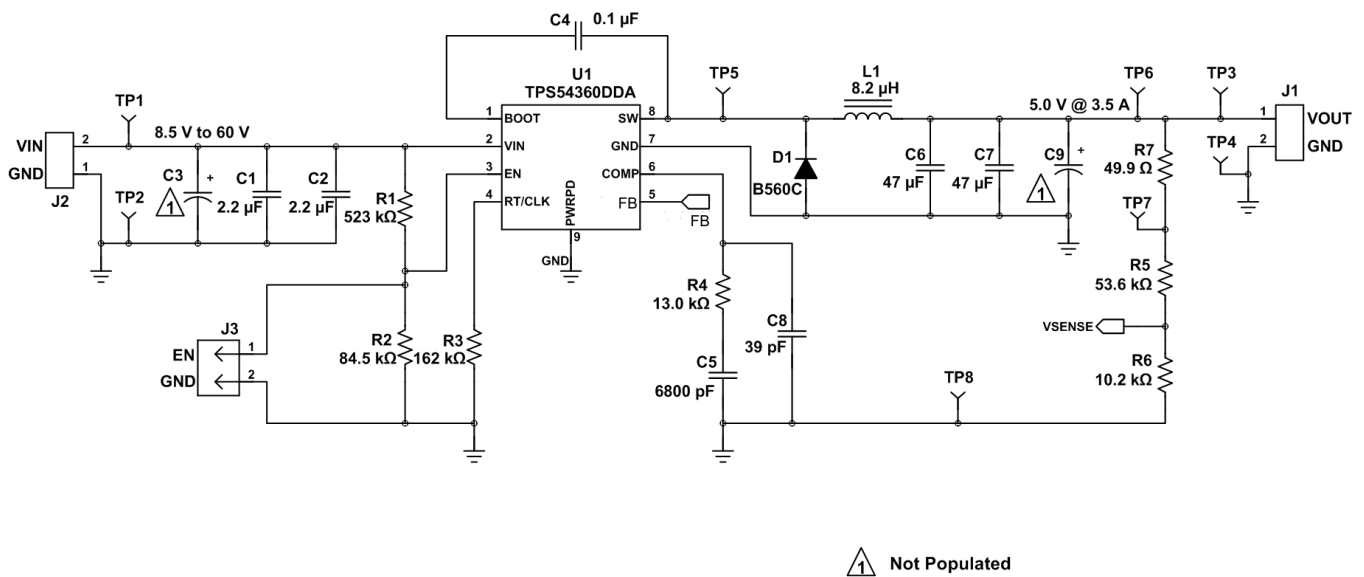 C4 0.1 µF
U1
TPS54360DDA
TP1
8.5 V to 60 V
VIN 2
GND 1
J2
TP2
C3 +
1
C1
2.2 µF
C2
2.2 µF
R1
523 kΩ
1 BOOT
2 VIN
3 EN
4 RT/CLK
PWRPD
9
GND
SW 8
GND 7
COMP 6
FB 5
FB
TP5
L1
8.2 µH
D1
B560C
C6
47 µF
C7
47 µF
5.0 V @ 3.5 A
C9 +
1
TP6
TP3
J1
1 VOUT
2 GND
TP4
R7
49.9 Ω
TP7
R5
53.6 kΩ
VSENSE
R6
10.2 kΩ
TP8
J3
EN 1
GND 2
R2
84.5 kΩ
R3
162 kΩ
R4
13.0 kΩ
C8
39 pF
C5
6800 pF
1 Not Populated